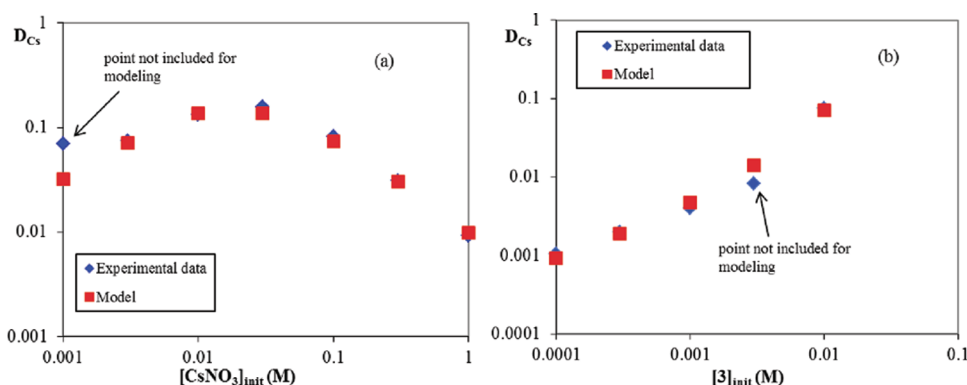 D_Cs
1
0.1
0.01
0.001
point not included for
modeling
(a)
Experimental data
Model
0.001
0.01
0.1
1
[CsNO₃]init (M)
D_Cs
1
0.1
0.01
0.001
0.0001
Experimental data
Model
(b)
point not included for
modeling
0.0001
0.001
0.01
0.1
[3]init (M)